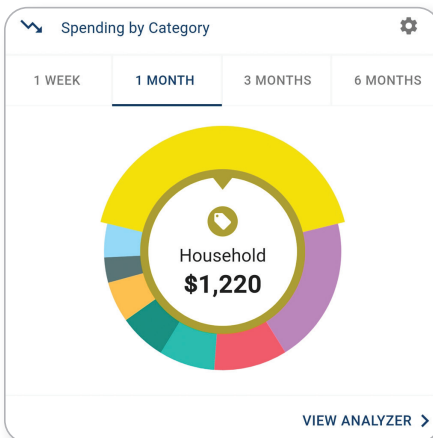 Spending by Category
1 WEEK 1 MONTH 3 MONTHS 6 MONTHS
Household
$1,220
VIEW ANALYZER